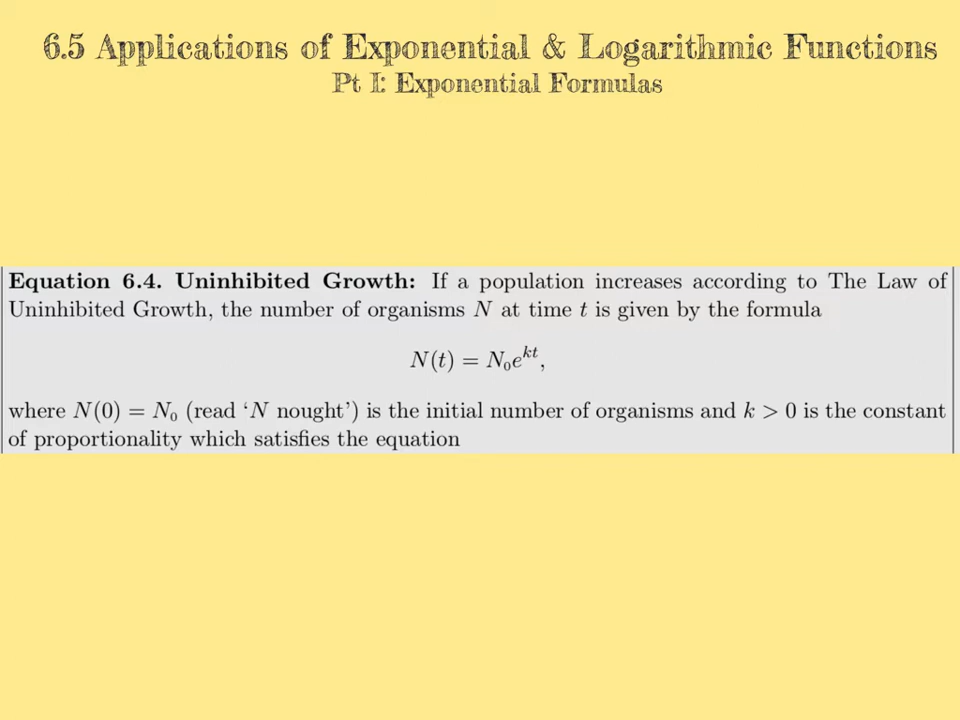 6.5 Applications of Exponential & Logarithmic Functions
Pt I: Exponential Formulas
Equation 6.4. Uninhibited Growth: If a population increases according to The Law of
Uninhibited Growth, the number of organisms N at time t is given by the formula
N(t) = N₀eᵏᵗ,
where N(0) = N₀ (read ‘N nought’) is the initial number of organisms and k > 0 is the constant
of proportionality which satisfies the equation